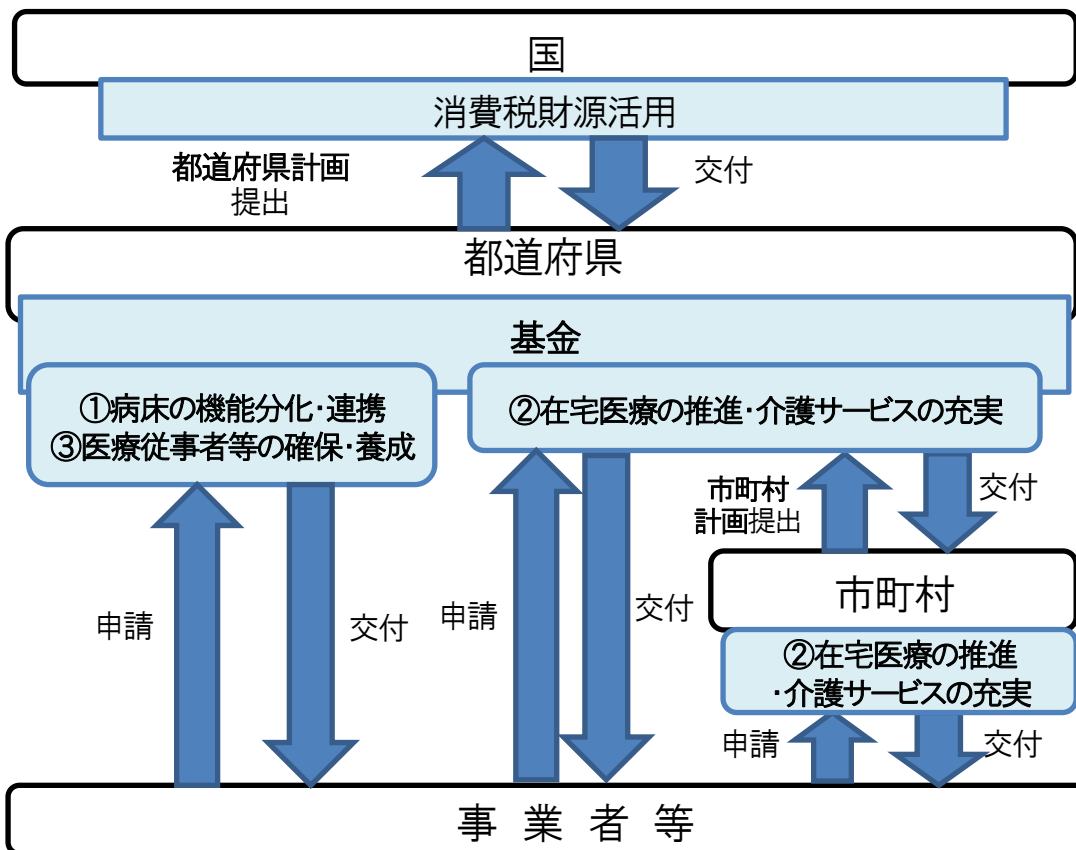 国
消費税財源活用
都道府県計画
提出
交付
都道府県
基金
①病床の機能分化・連携
③医療従事者等の確保・養成
②在宅医療の推進・介護サービスの充実
市町村
計画提出
交付
市町村
②在宅医療の推進
・介護サービスの充実
申請
交付
申請
交付
申請
交付
事業者等